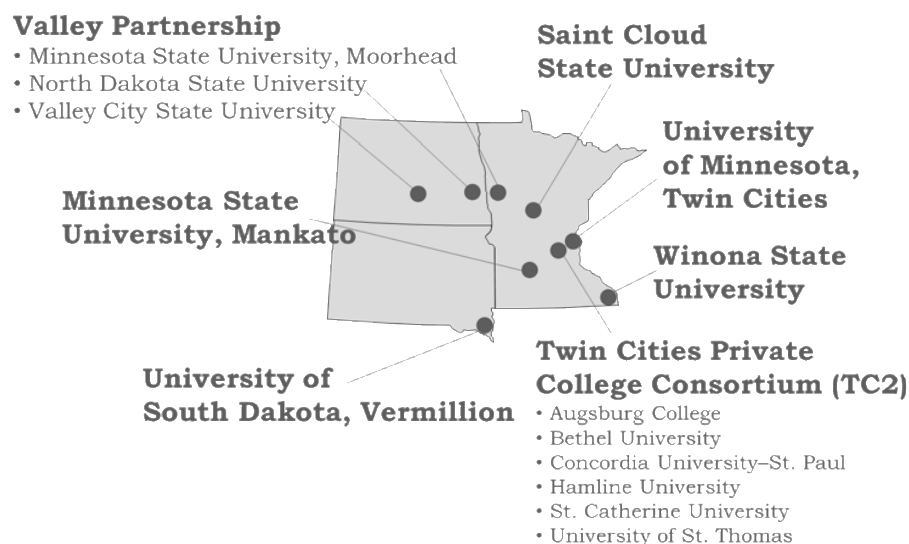 Valley Partnership
• Minnesota State University, Moorhead
• North Dakota State University
• Valley City State University
Saint Cloud
State University
University
of Minnesota,
Twin Cities
Minnesota State
University, Mankato
Winona State
University
University of
South Dakota, Vermillion
Twin Cities Private
College Consortium (TC2)
• Augsburg College
• Bethel University
• Concordia University–St. Paul
• Hamline University
• St. Catherine University
• University of St. Thomas